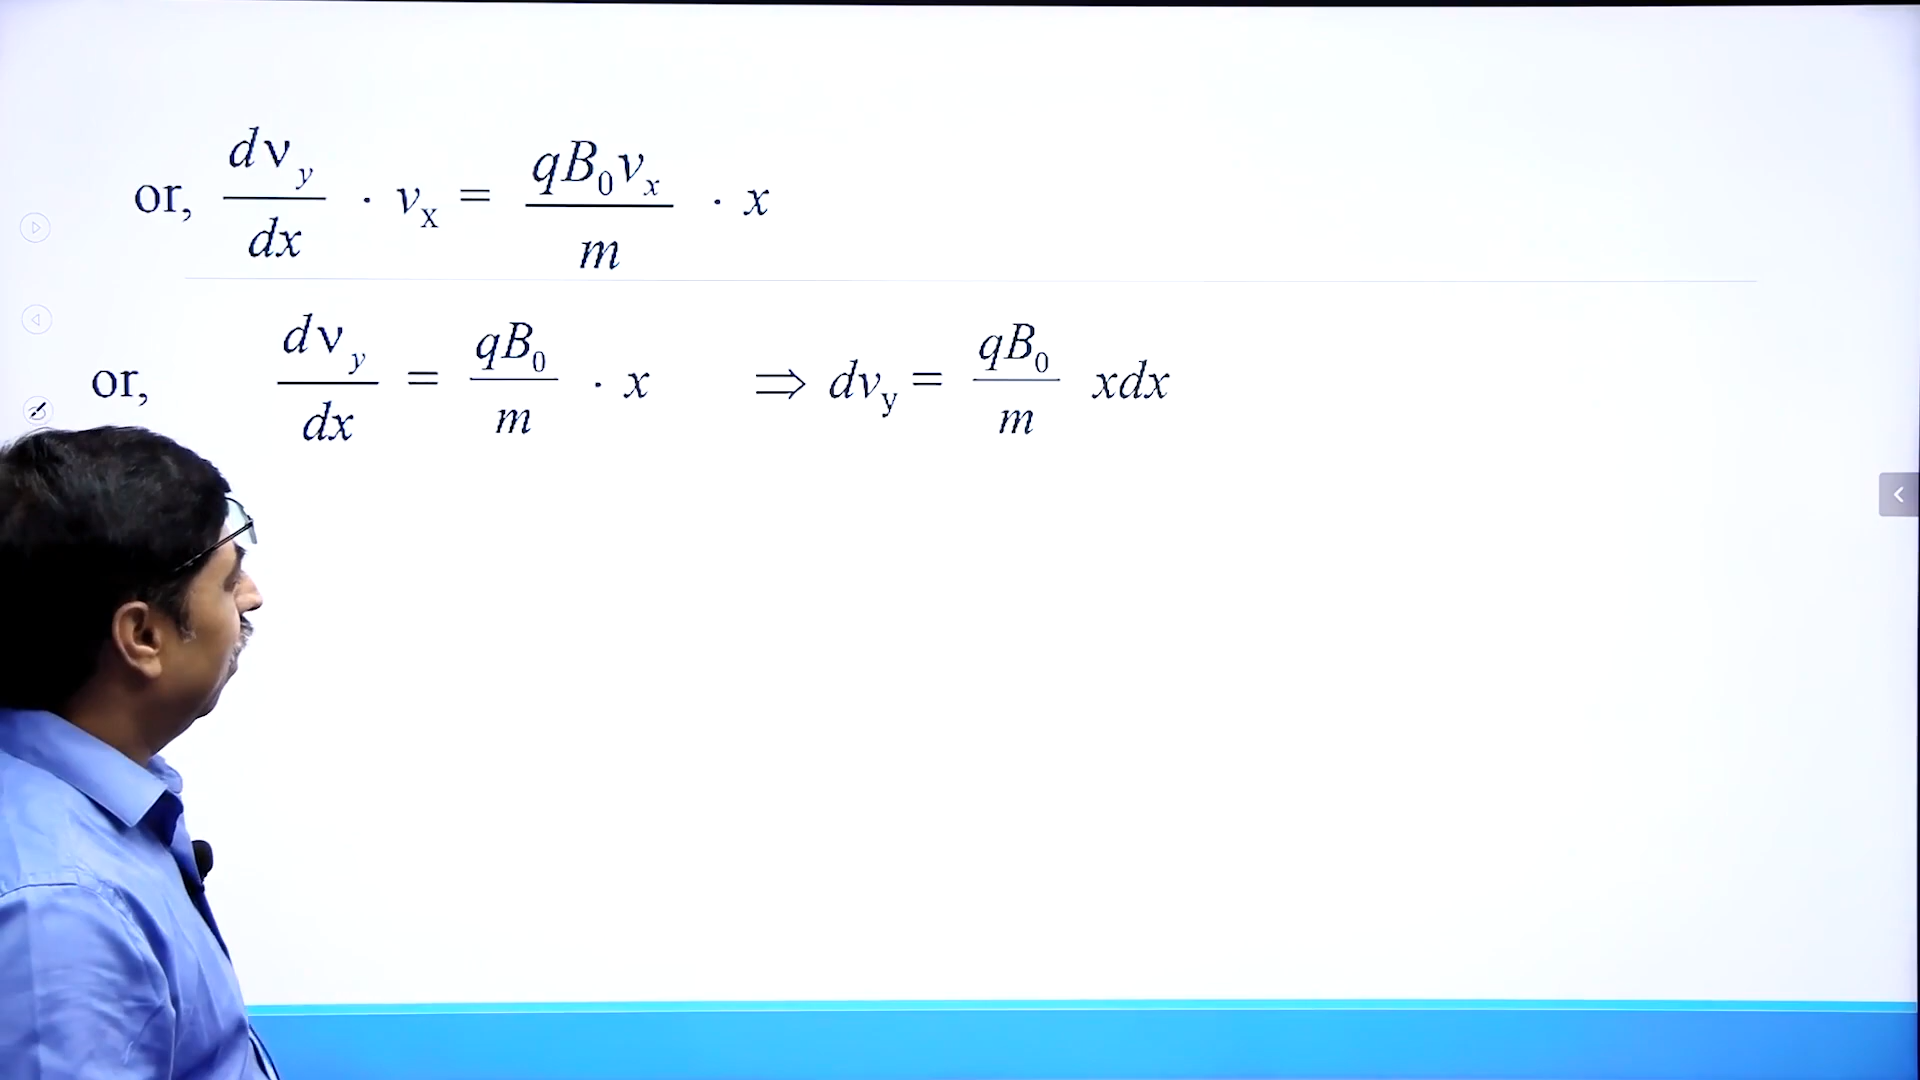 or, dv_y/dx · v_x = qB_0v_x/m · x
or, dv_y/dx = qB_0/m · x ⇒ dv_y = qB_0/m xdx